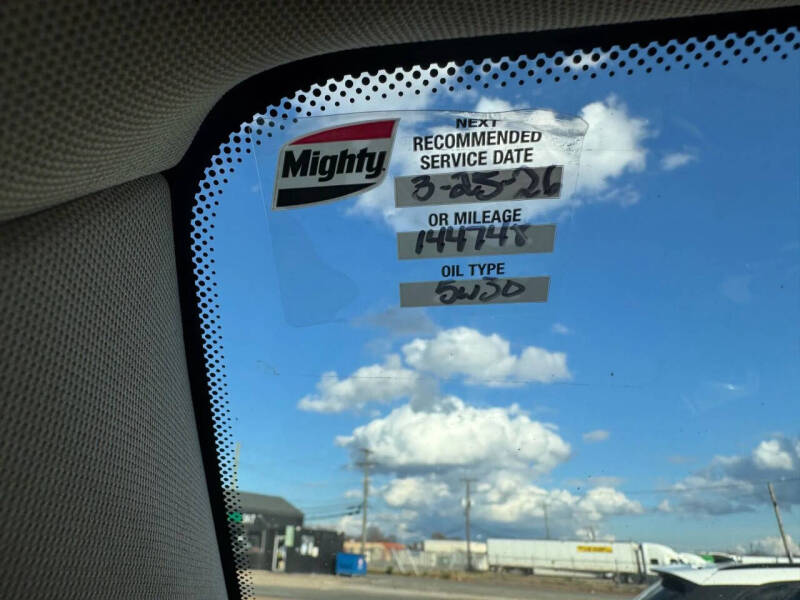 Mighty
NEXT
RECOMMENDED
SERVICE DATE
3-25-26
OR MILEAGE
144748
OIL TYPE
5W30